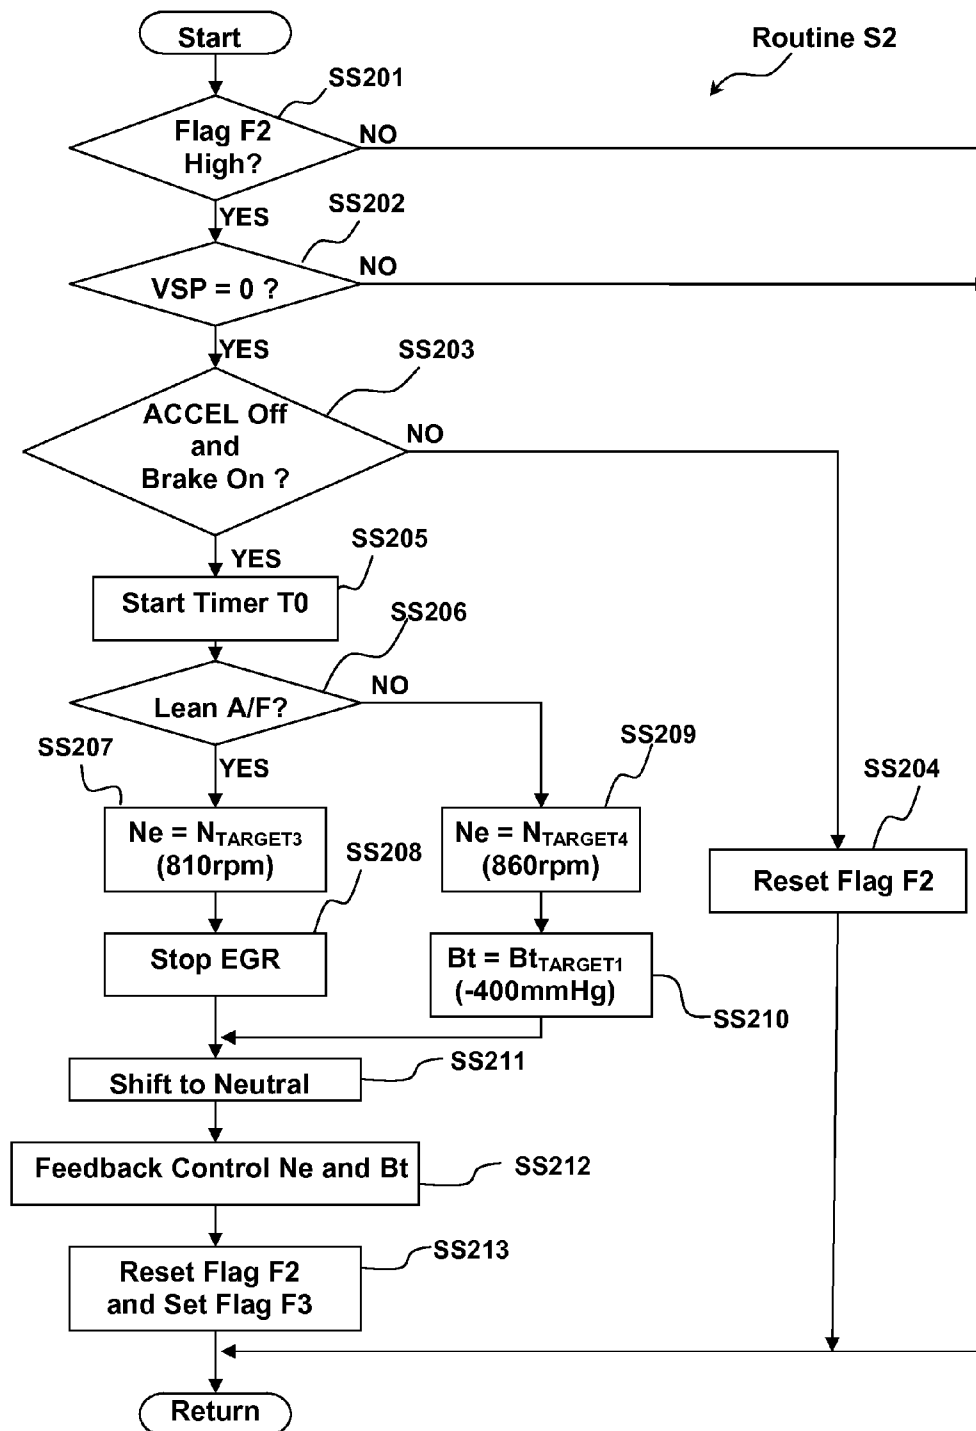 Start
Routine S2
SS201
Flag F2
High?
NO
YES
SS202
VSP = 0 ?
NO
YES
SS203
ACCEL Off
and
Brake On ?
NO
YES
SS205
Start Timer T0
SS206
Lean A/F?
NO
YES
SS207
Ne = NTARGET3
(810rpm)
SS209
Ne = NTARGET4
(860rpm)
SS204
Reset Flag F2
SS208
Stop EGR
Bt = BtTARGET1
(-400mmHg)
SS210
SS211
Shift to Neutral
Feedback Control Ne and Bt
SS212
SS213
Reset Flag F2
and Set Flag F3
Return